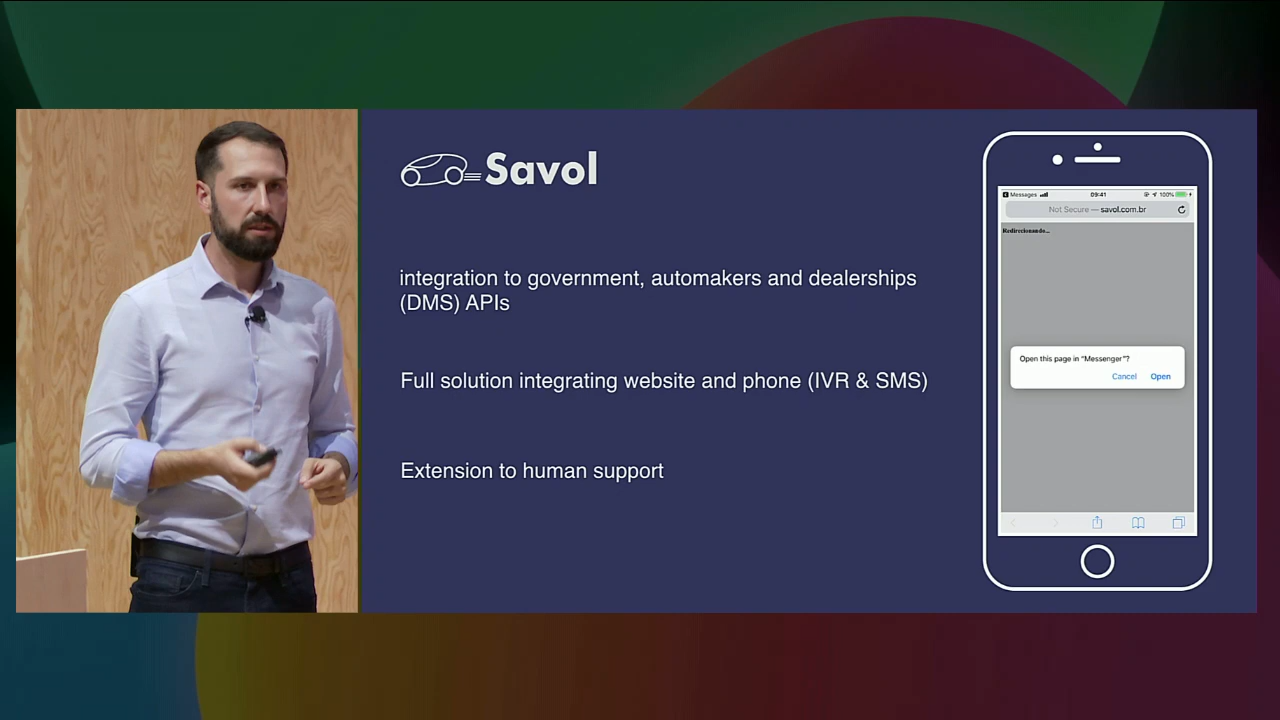 Savol
integration to government, automakers and dealerships
(DMS) APIs
Full solution integrating website and phone (IVR & SMS)
Extension to human support
Messages 09:41 100%
Not Secure — savol.com.br
Redirecionando...
Open this page in “Messenger”?
Cancel Open